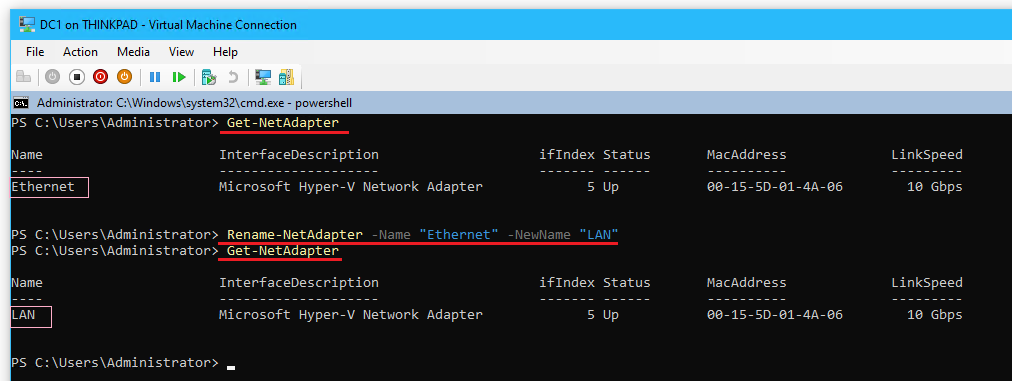 DC1 on THINKPAD - Virtual Machine Connection
File Action Media View Help
Administrator: C:\Windows\system32\cmd.exe - powershell
PS C:\Users\Administrator> Get-NetAdapter
Name InterfaceDescription ifIndex Status MacAddress LinkSpeed
---- -------------------- ------- ------ ---------- ---------
Ethernet Microsoft Hyper-V Network Adapter 5 Up 00-15-5D-01-4A-06 10 Gbps
PS C:\Users\Administrator> Rename-NetAdapter -Name "Ethernet" -NewName "LAN"
PS C:\Users\Administrator> Get-NetAdapter
Name InterfaceDescription ifIndex Status MacAddress LinkSpeed
---- -------------------- ------- ------ ---------- ---------
LAN Microsoft Hyper-V Network Adapter 5 Up 00-15-5D-01-4A-06 10 Gbps
PS C:\Users\Administrator>